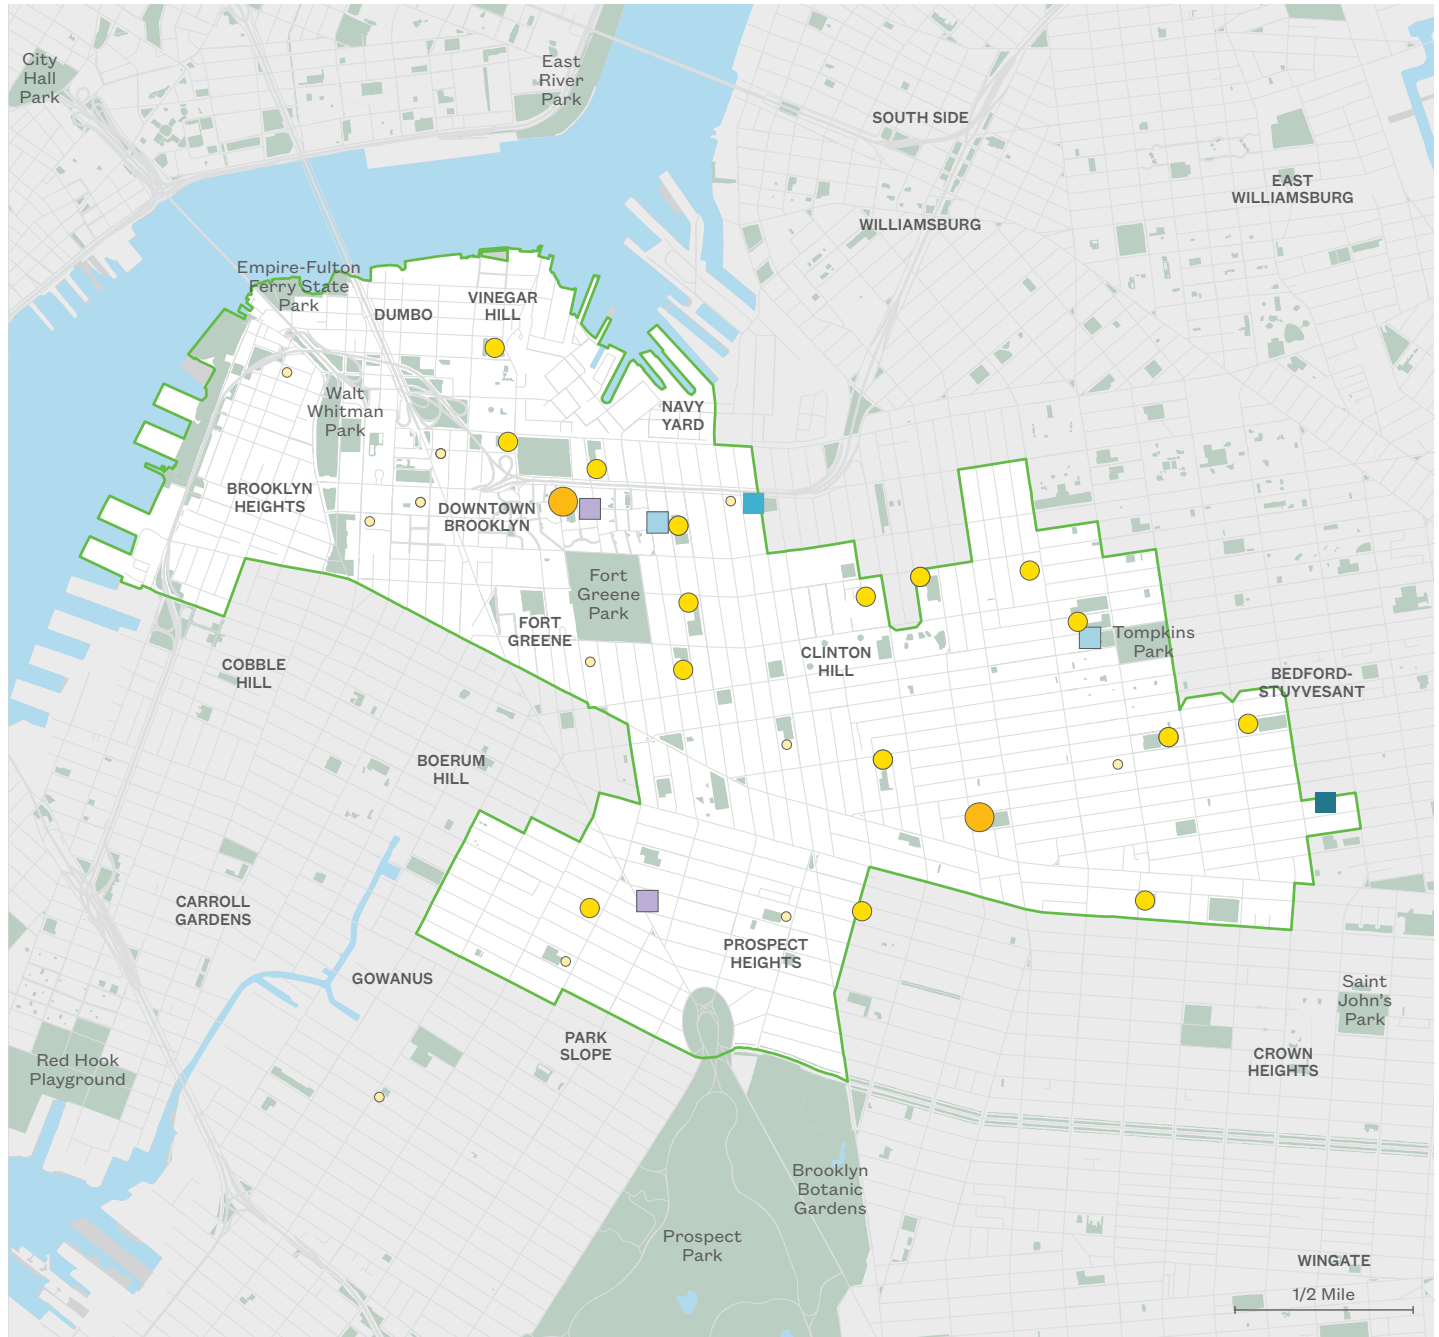 City
Hall
Park
East
River
Park
SOUTH SIDE
EAST
WILLIAMSBURG
WILLIAMSBURG
Empire-Fulton
Ferry State
Park
DUMBO
VINEGAR
HILL
Walt
Whitman
Park
NAVY
YARD
BROOKLYN
HEIGHTS
DOWNTOWN
BROOKLYN
Fort
Greene
Park
FORT
GREENE
CLINTON
HILL
Tompkins
Park
COBBLE
HILL
BEDFORD-
STUYVESANT
BOERUM
HILL
CARROLL
GARDENS
PROSPECT
HEIGHTS
GOWANUS
Saint
John's
Park
PARK
SLOPE
Red Hook
Playground
CROWN
HEIGHTS
Brooklyn
Botanic
Gardens
Prospect
Park
WINGATE
1/2 Mile